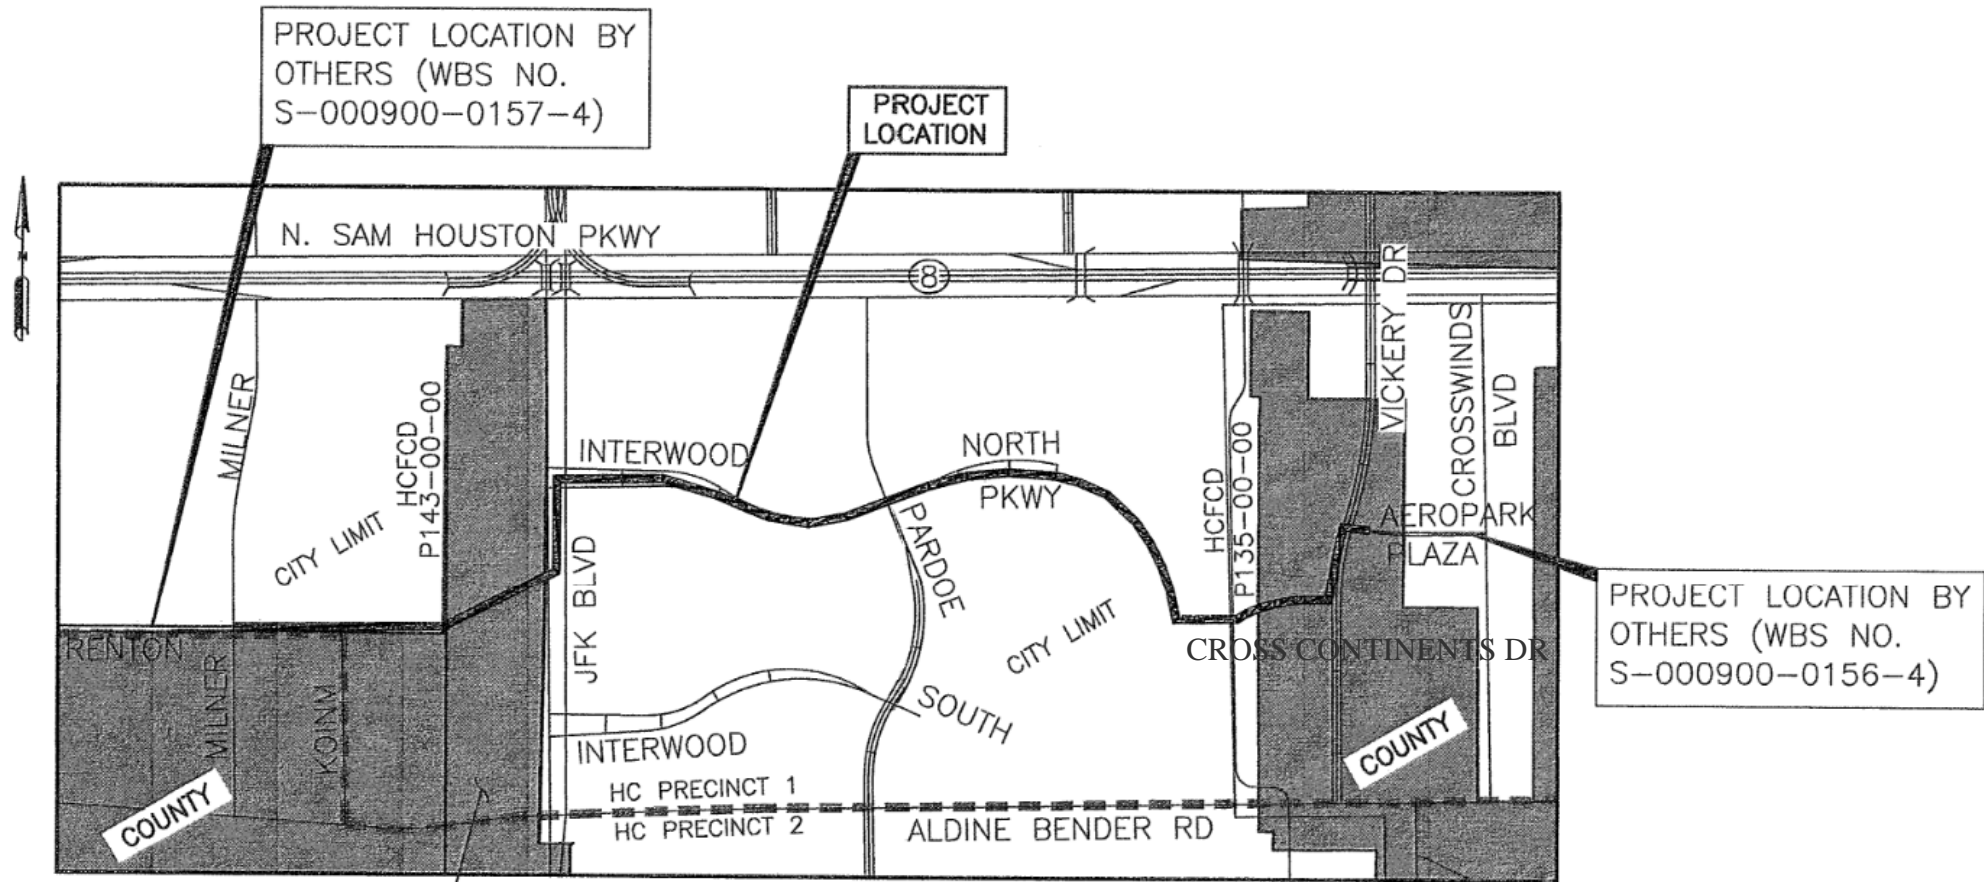 PROJECT LOCATION BY
OTHERS (WBS NO.
S-000900-0157-4)
PROJECT
LOCATION
N. SAM HOUSTON PKWY
8
VICKERY DR
CROSSWINDS
BLVD
MILNER
HCFCD
P143-00-00
CITY LIMIT
INTERWOOD
NORTH
PKWY
PARDOE
HCFCD
P135-00-00
AEROPARK
PLAZA
JFK BLVD
CITY LIMIT
CROSS CONTINENTS DR
PROJECT LOCATION BY
OTHERS (WBS NO.
S-000900-0156-4)
RENTON
MILNER
KOINM
SOUTH
INTERWOOD
COUNTY
COUNTY
HC PRECINCT 1
HC PRECINCT 2
ALDINE BENDER RD